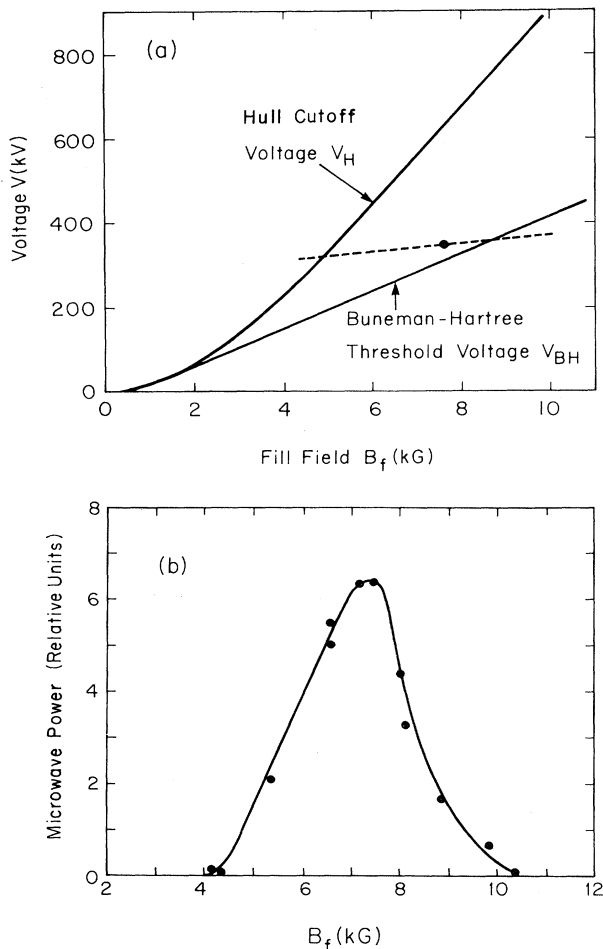 (a)
800
600
400
200
0
Voltage V(kV)
Hull Cutoff
Voltage V_H
Buneman-Hartree
Threshold Voltage V_BH
0 2 4 6 8 10
Fill Field B_f (kG)
(b)
8
6
4
2
0
Microwave Power (Relative Units)
2 4 6 8 10 12
B_f (kG)